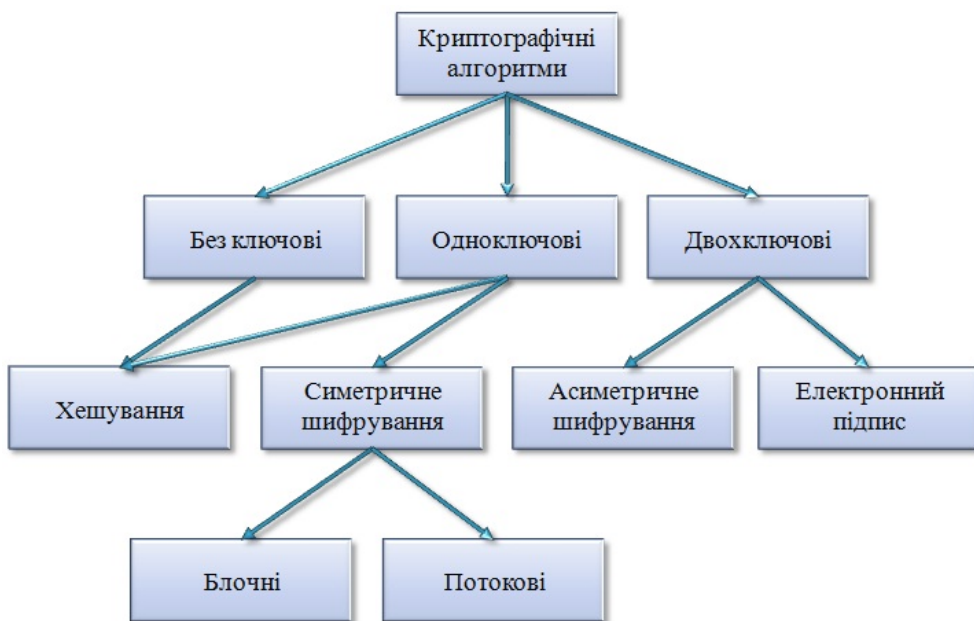 Криптографічні
алгоритми
Без ключові
Одноключові
Двохключові
Хешування
Симетричне
шифрування
Асиметричне
шифрування
Електронний
підпис
Блочні
Потокові